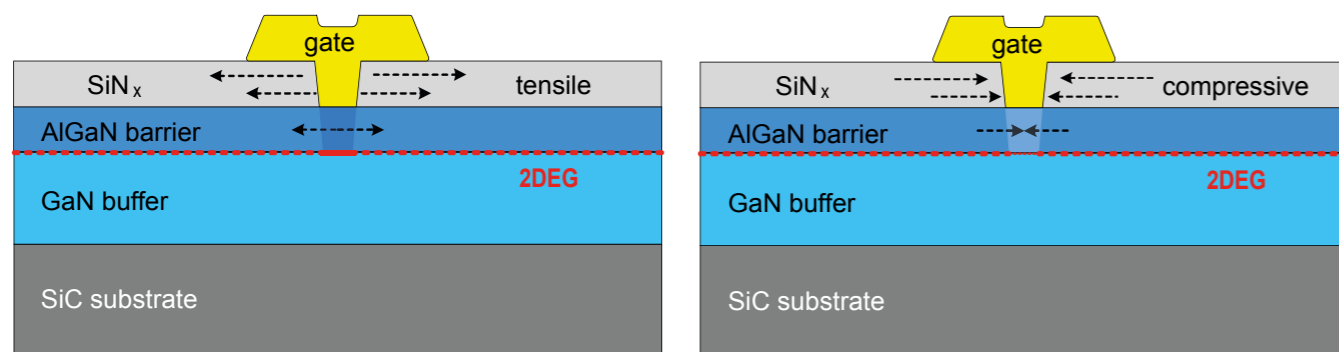 gate
SiNx
tensile
AlGaN barrier
2DEG
GaN buffer
SiC substrate
gate
SiNx
compressive
AlGaN barrier
2DEG
GaN buffer
SiC substrate